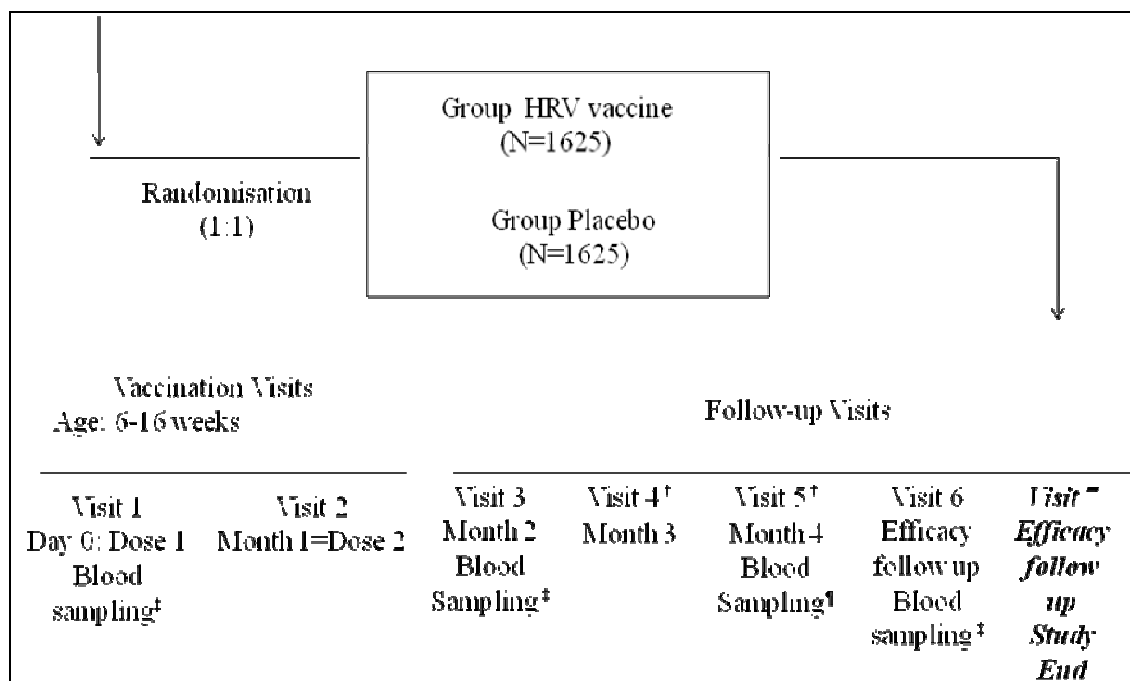 Group HRV vaccine
(N=1625)
Group Placebo
(N=1625)
Randomisation
(1:1)
Vaccination Visits
Age: 6-16 weeks
Follow-up Visits
Visit 1
Day 0: Dose 1
Blood
sampling‡
Visit 2
Month 1=Dose 2
Visit 3
Month 2
Blood
Sampling‡
Visit 4†
Month 3
Visit 5†
Month 4
Blood
Sampling¶
Visit 6
Efficacy
follow up
Blood
sampling‡
Visit
Efficacy
follow
up
Study
End